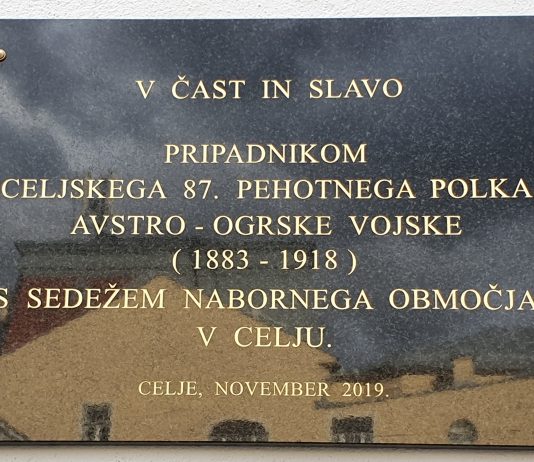 V ČAST IN SLAVO
PRIPADNIKOM
CELJSKEGA 87. PEHOTNEGA POLKA
AVSTRO - OGRSKE VOJSKE
( 1883 - 1918 )
S SEDEŽEM NABORNEGA OBMOČJA
V CELJU.
CELJE, NOVEMBER 2019.